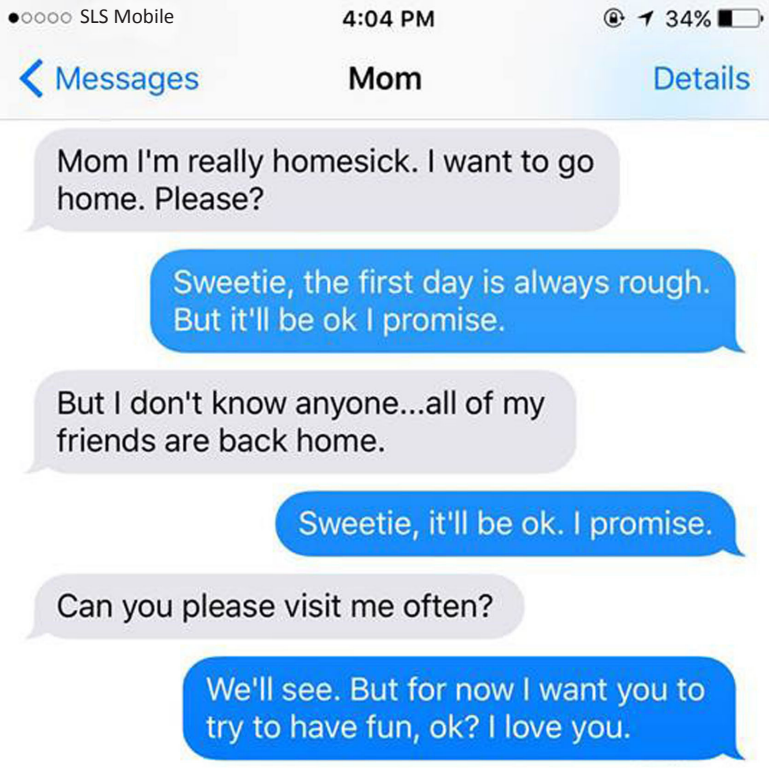 SLS Mobile 4:04 PM 34%
Messages Mom Details
Mom I'm really homesick. I want to go
home. Please?
Sweetie, the first day is always rough.
But it'll be ok I promise.
But I don't know anyone...all of my
friends are back home.
Sweetie, it'll be ok. I promise.
Can you please visit me often?
We'll see. But for now I want you to
try to have fun, ok? I love you.